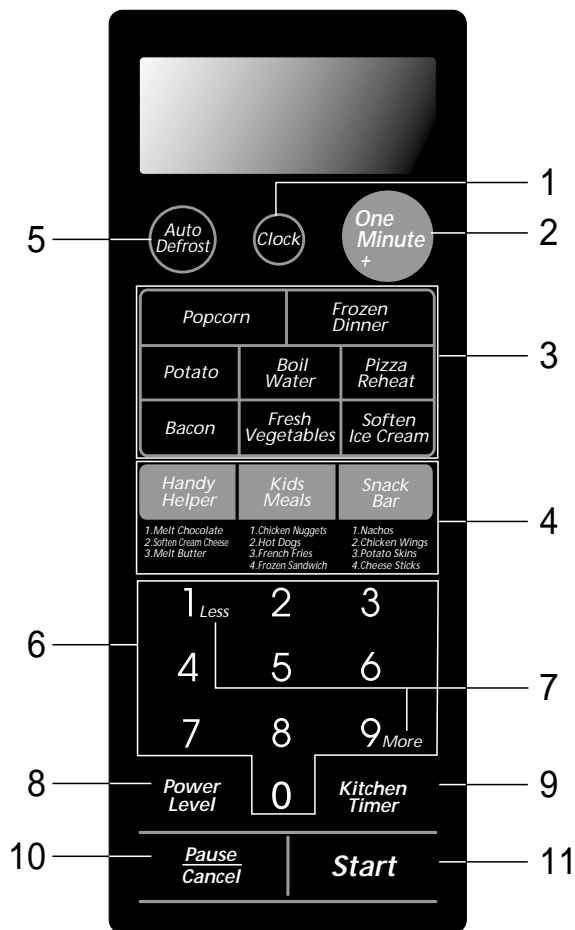 1
5
Auto
Defrost
Clock
One
Minute
+
2
Popcorn
Frozen
Dinner
3
Potato
Boil
Water
Pizza
Reheat
Bacon
Fresh
Vegetables
Soften
Ice Cream
Handy
Helper
Kids
Meals
Snack
Bar
4
1.Melt Chocolate
2.Soften Cream Cheese
3.Melt Butter
1.Chicken Nuggets
2.Hot Dogs
3.French Fries
4.Frozen Sandwich
1.Nachos
2.Chicken Wings
3.Potato Skins
4.Cheese Sticks
6
1 Less 2 3
4 5 6
7
7 8 9 More
8
Power
Level
0
Kitchen
Timer
9
10
Pause
Cancel
Start
11